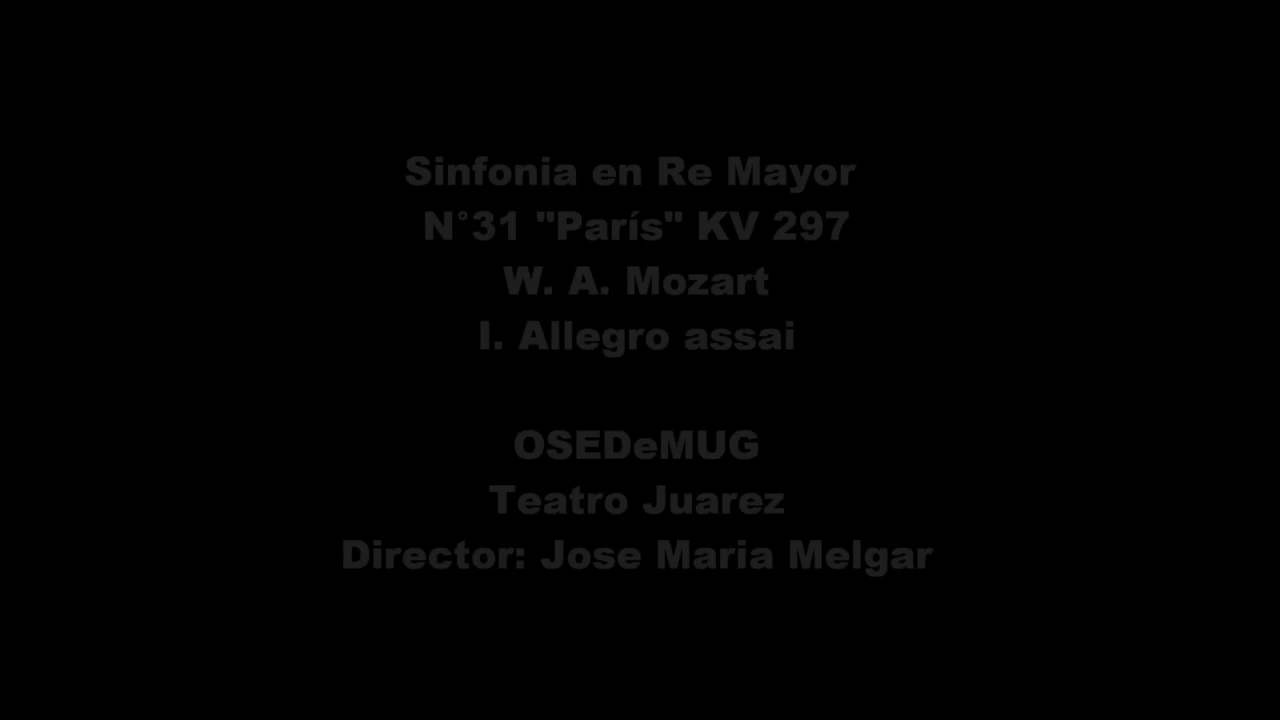 Sinfonia en Re Mayor
N°31 "París" KV 297
W. A. Mozart
I. Allegro assai
OSEDeMUG
Teatro Juarez
Director: Jose Maria Melgar